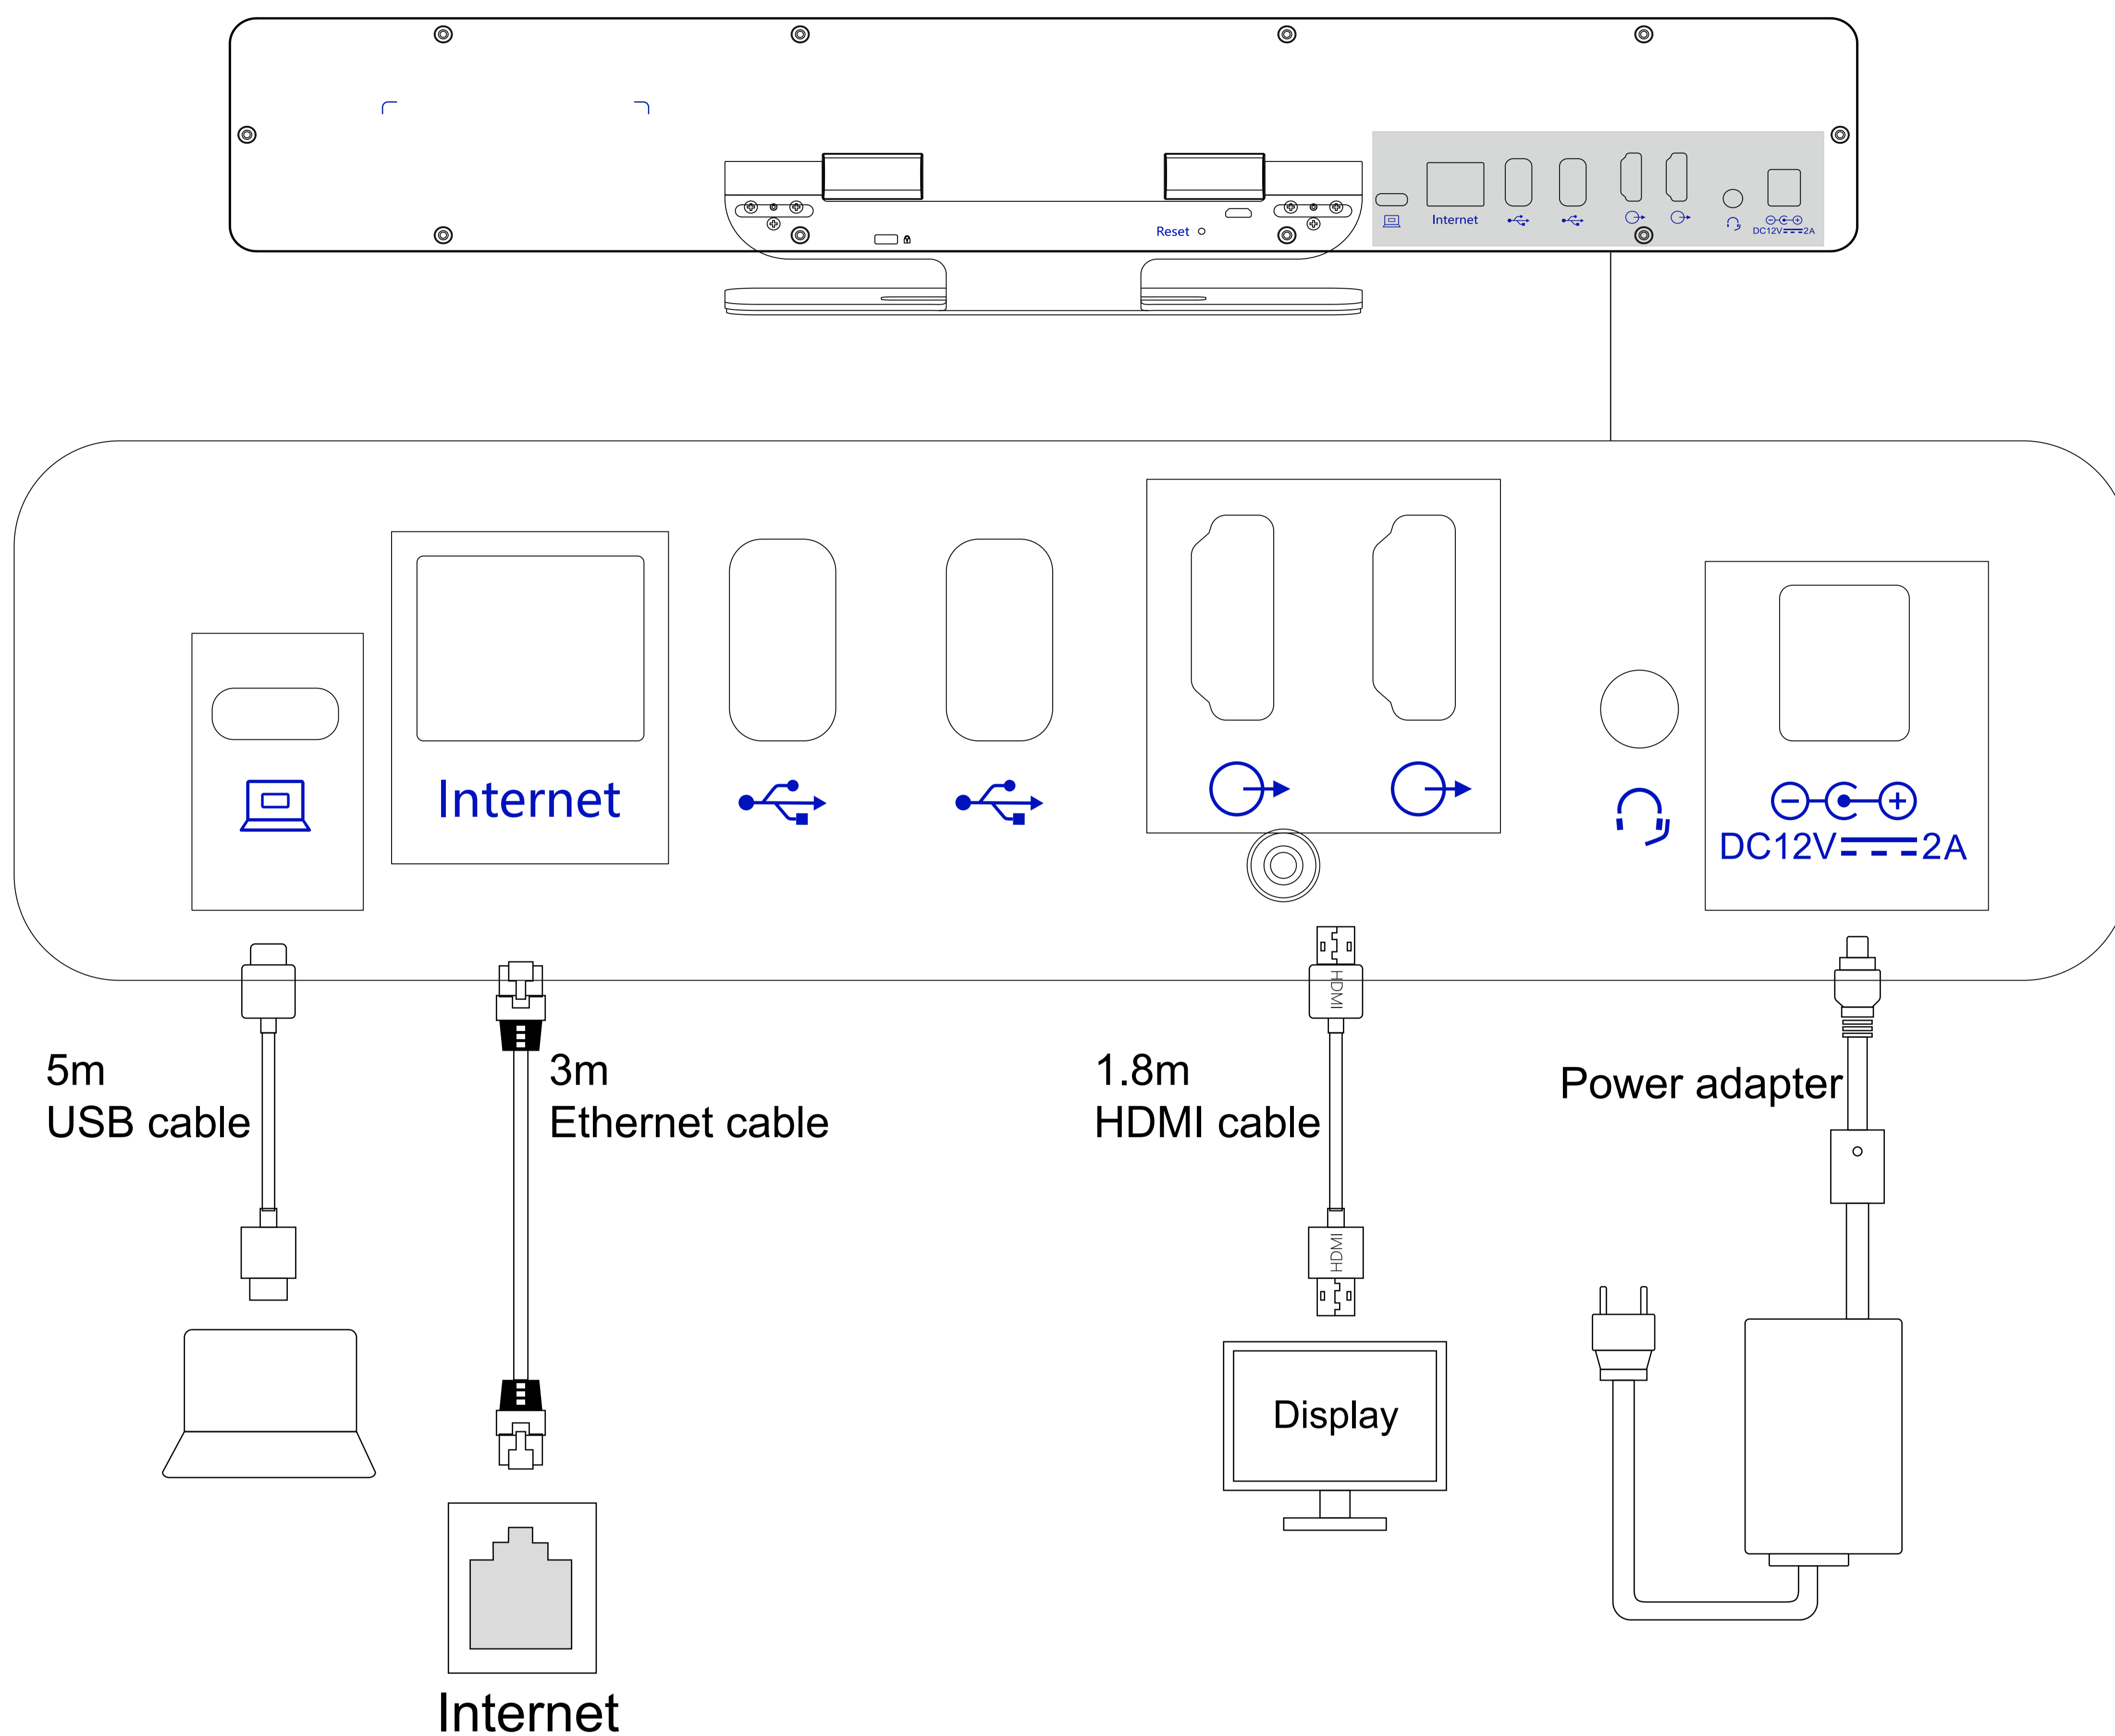 Reset
Internet
DC12V 2A
Internet
DC12V 2A
5m
USB cable
3m
Ethernet cable
1.8m
HDMI cable
Power adapter
HDMI
HDMI
Display
Internet